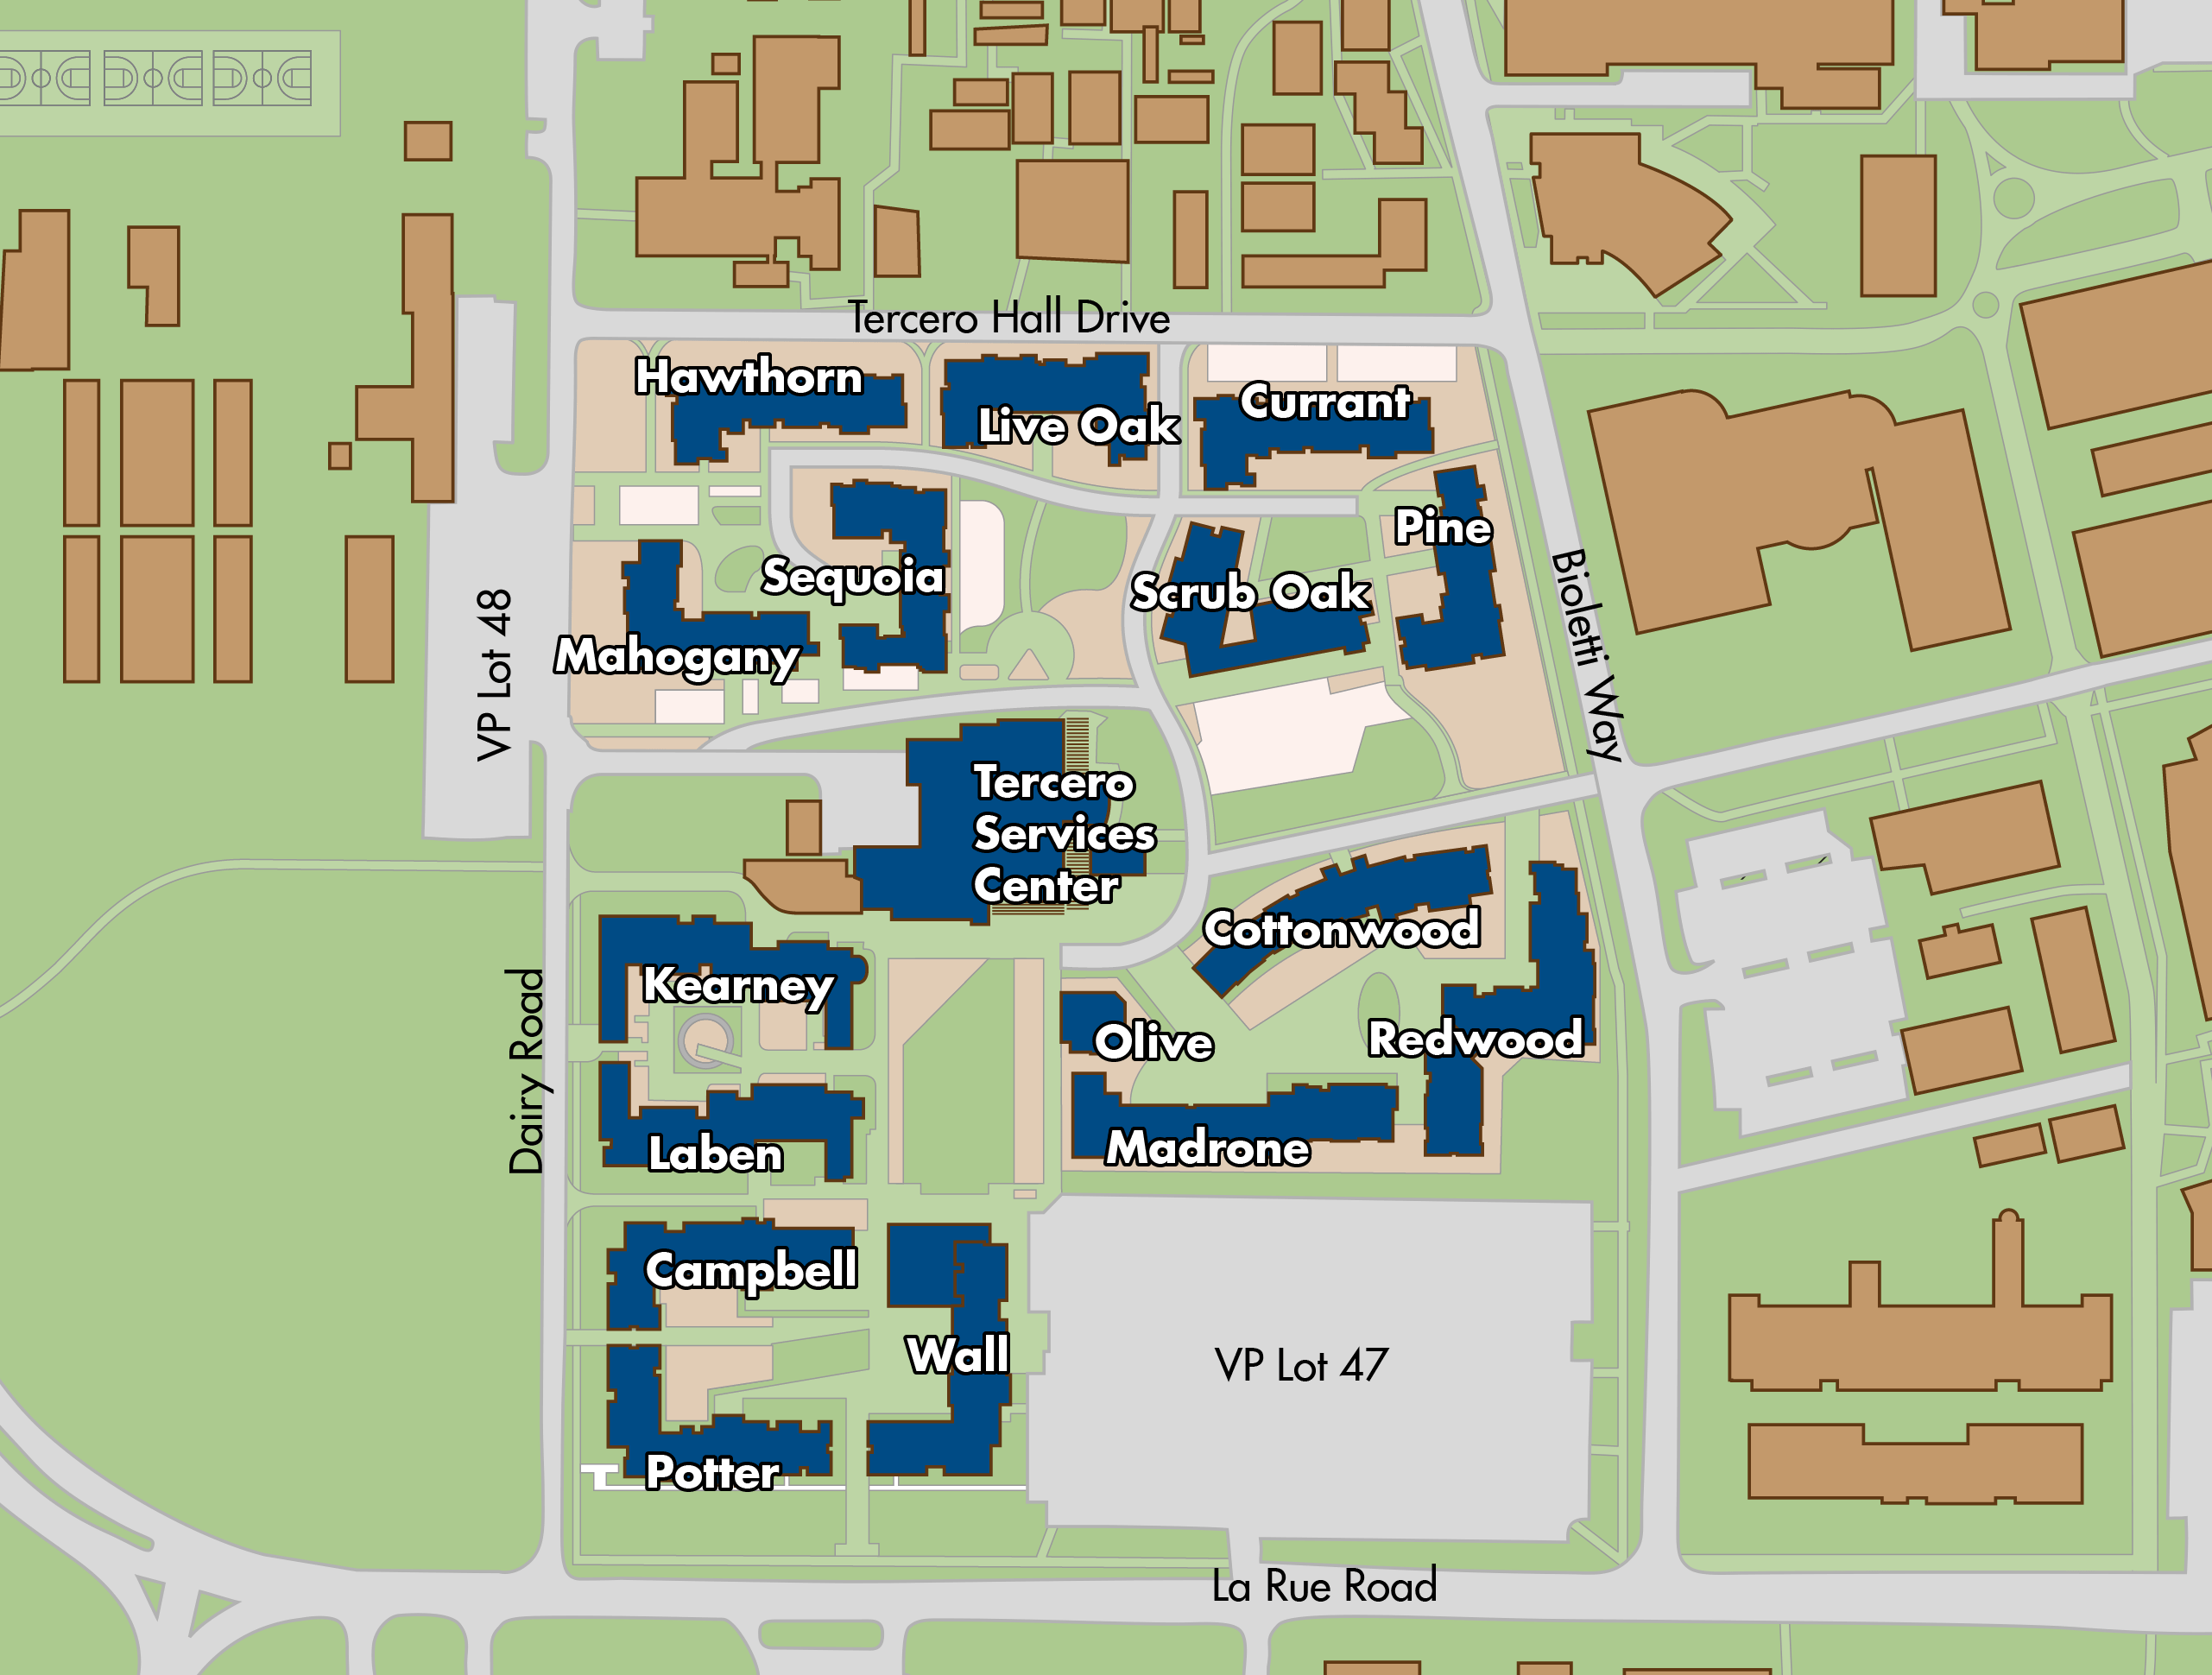 Tercero Hall Drive
Hawthorn
Live Oak
Currant
Pine
Sequoia
Scrub Oak
Mahogany
VP Lot 48
Bioletti Way
Tercero
Services
Center
Cottonwood
Kearney
Olive
Redwood
Dairy Road
Laben
Madrone
Campbell
Wall
VP Lot 47
Potter
La Rue Road